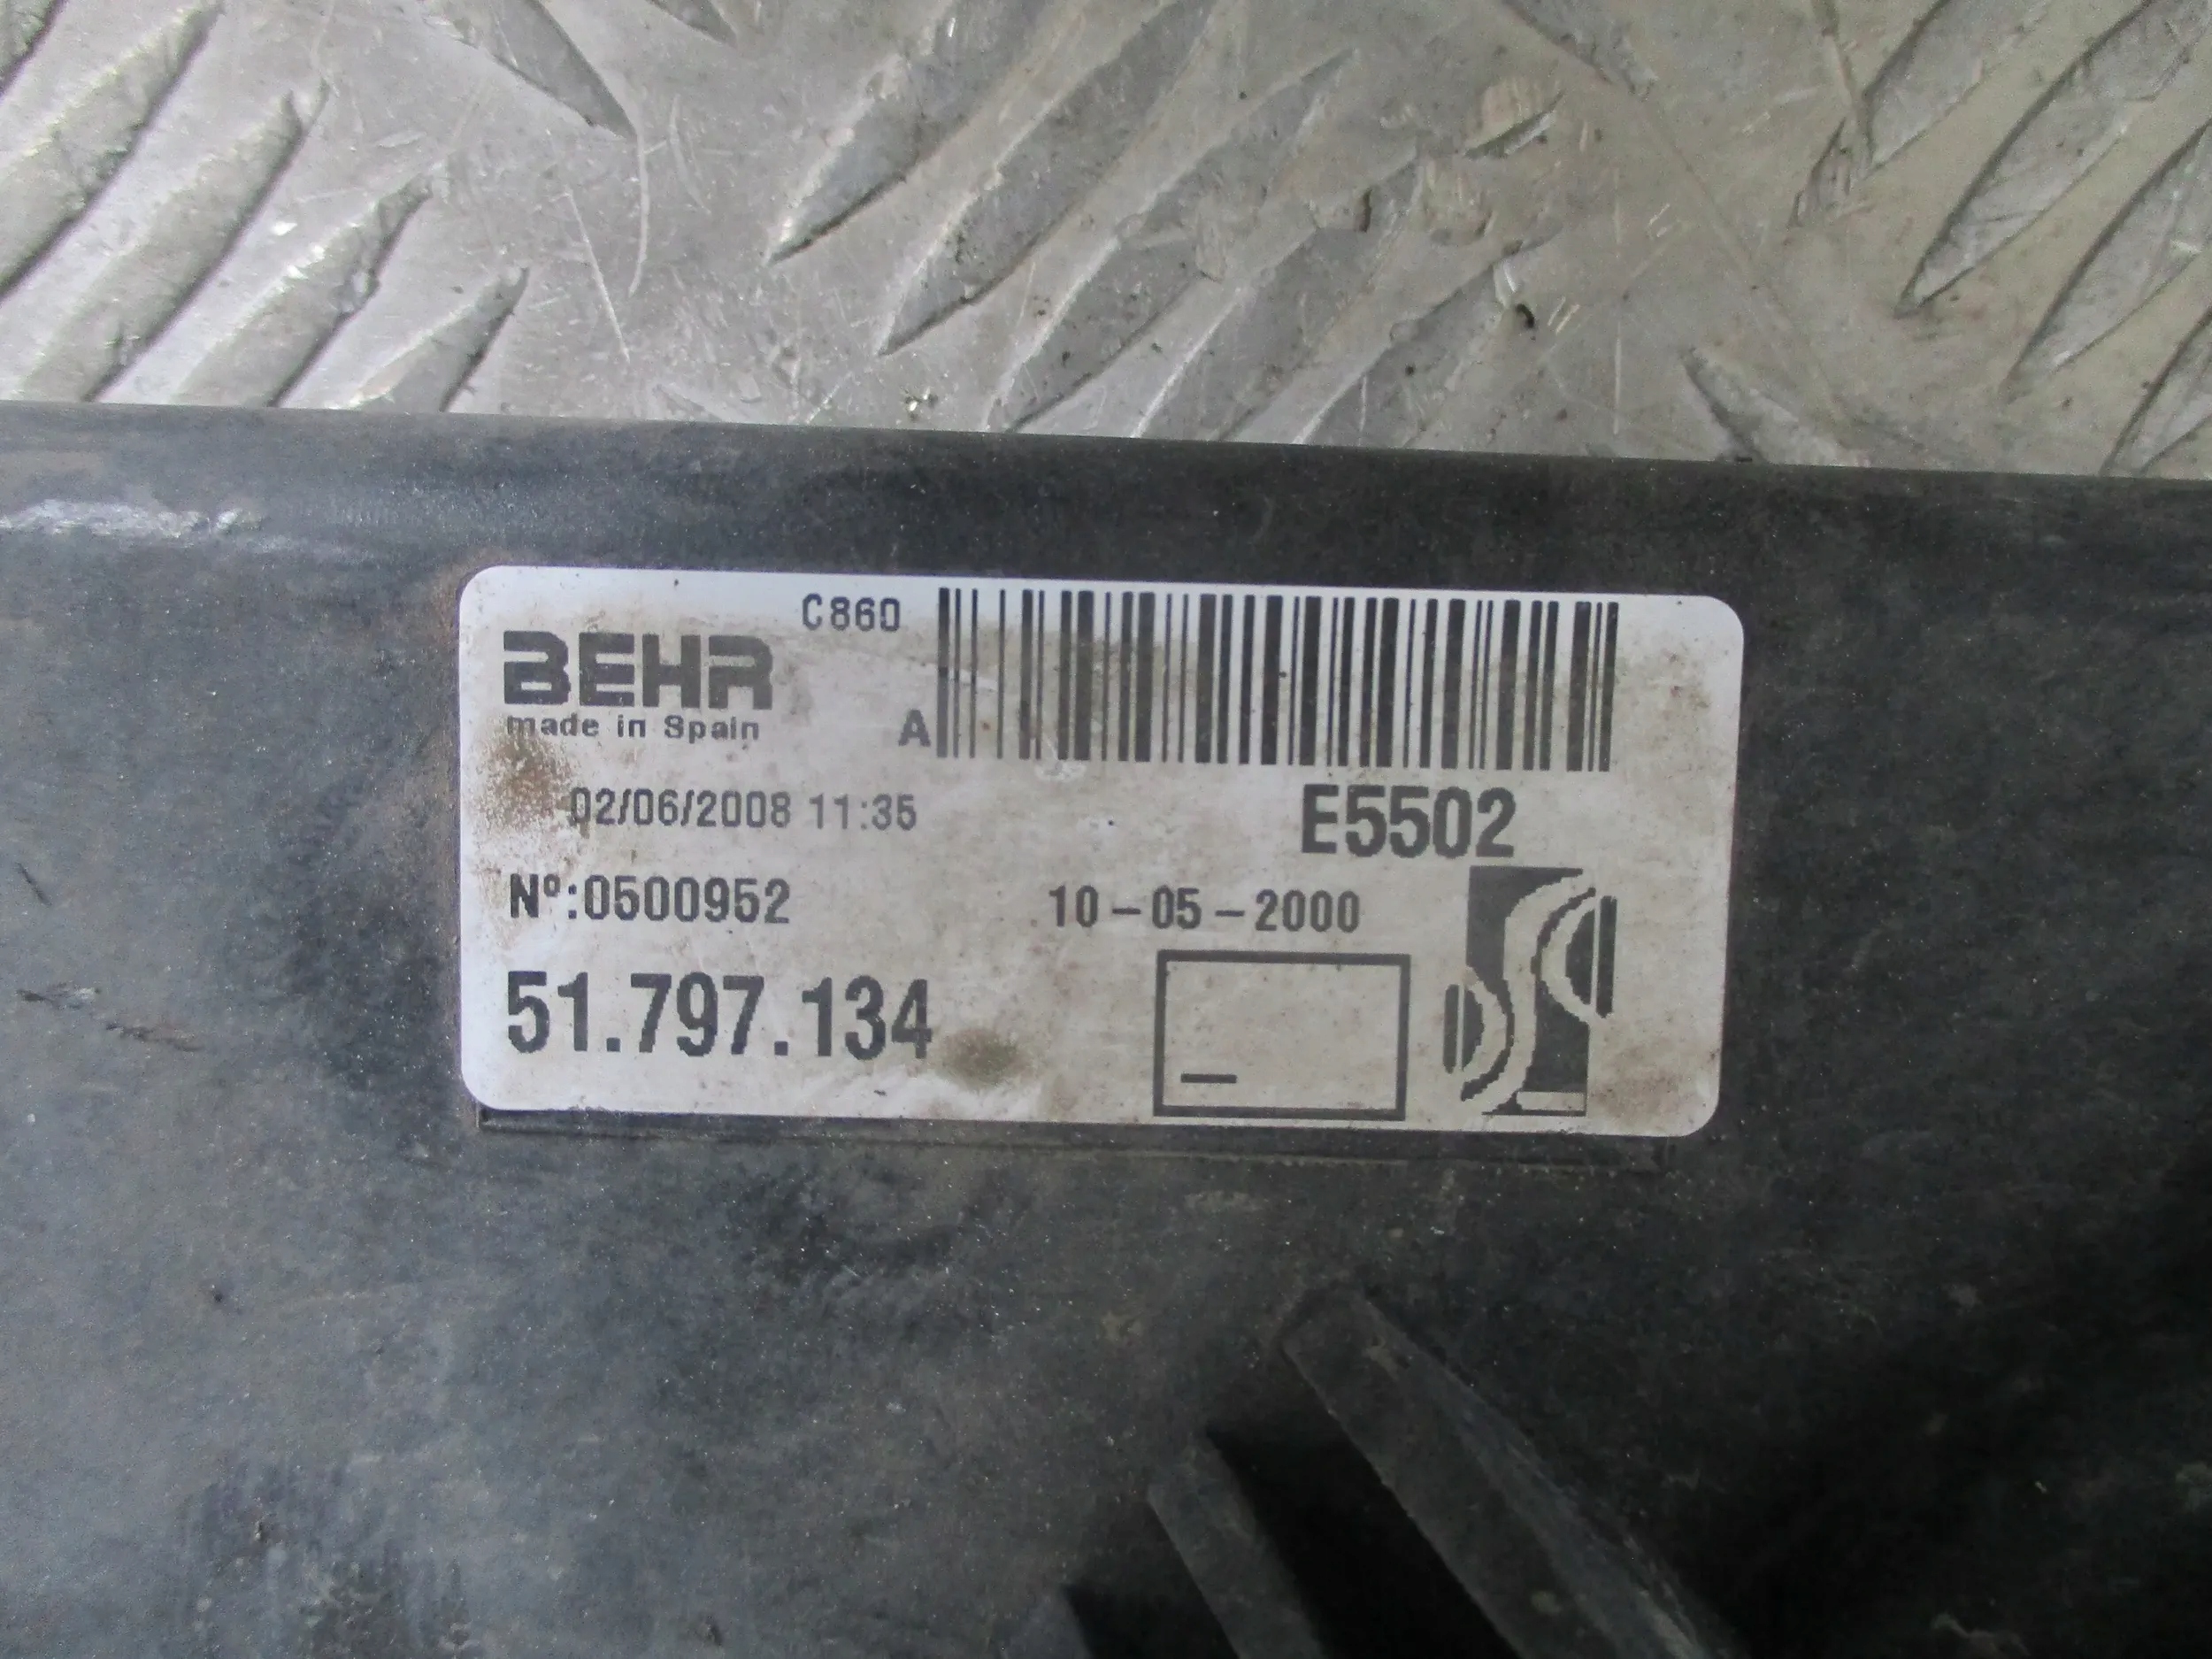 C860
BEHR
made in Spain
A
02/06/2008 11:35
E5502
Nº:0500952
10-05-2000
51.797.134